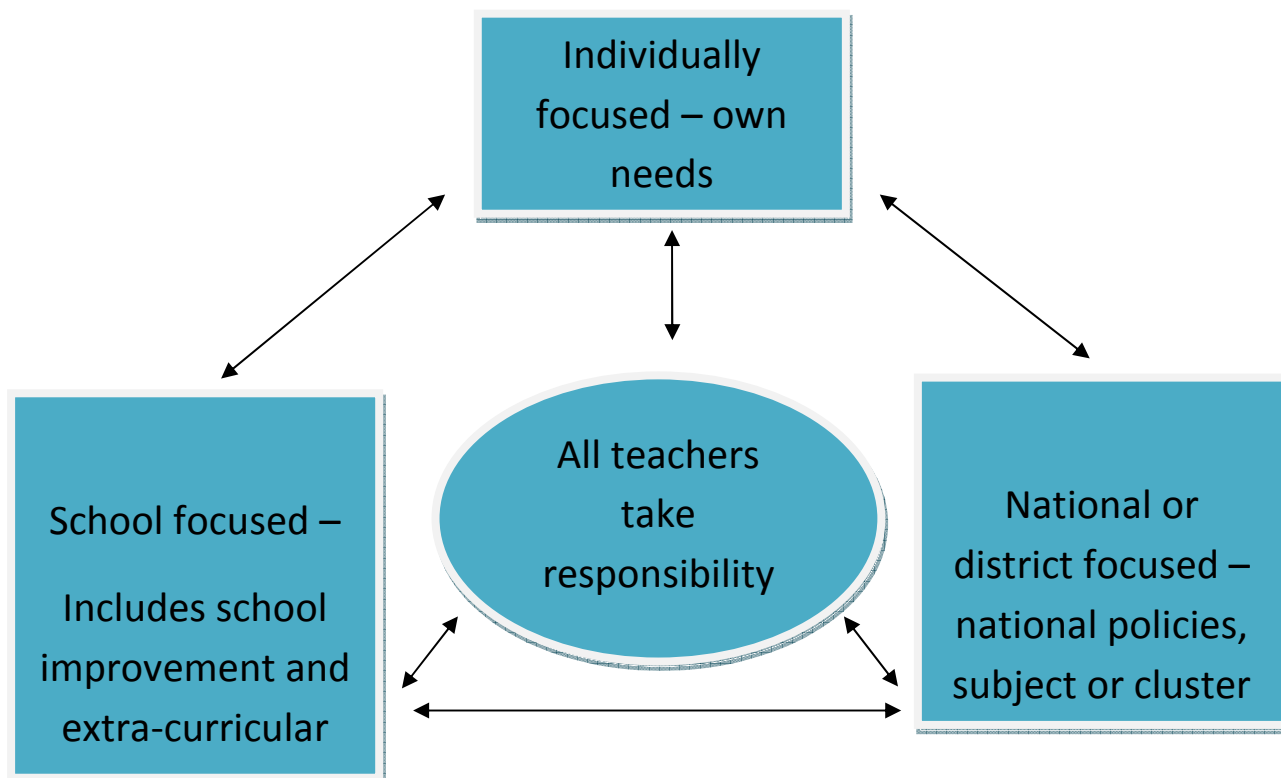 Individually
focused – own
needs
School focused –
Includes school
improvement and
extra-curricular
All teachers
take
responsibility
National or
district focused –
national policies,
subject or cluster